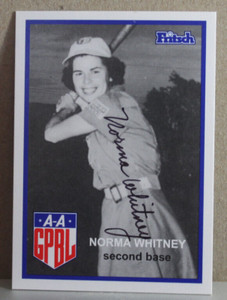 Fritsch
Norma Whitney
A-A
GPBL
NORMA WHITNEY
second base